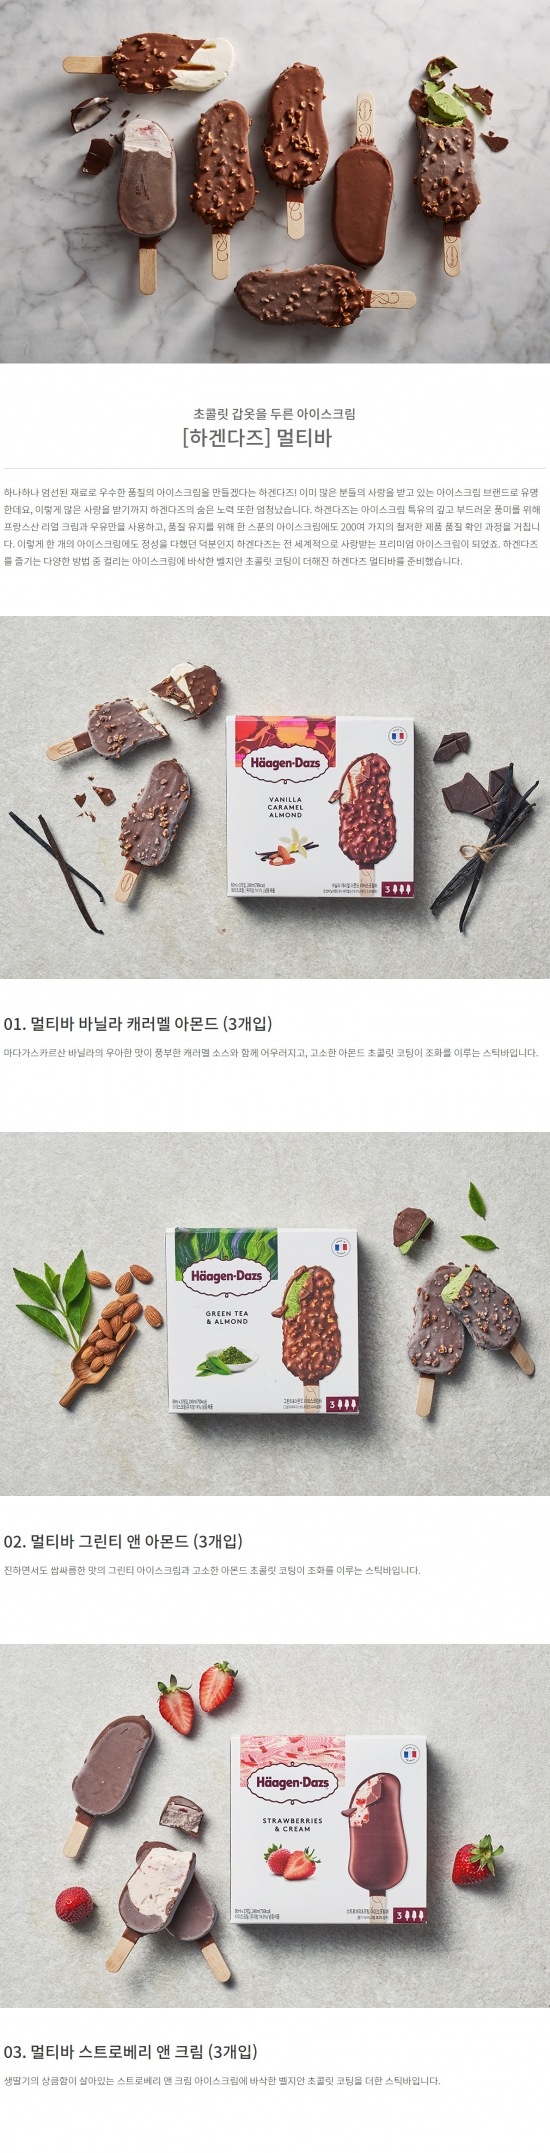 초콜릿 갑옷을 두른 아이스크림
[하겐다즈] 멀티바
하나하나 엄선된 재료로 우수한 품질의 아이스크림을 만들겠다는 하겐다즈! 이미 많은 분들의 사랑을 받고 있는 아이스크림 브랜드로 유명
한데요, 이렇게 많은 사랑을 받기까지 하겐다즈의 숨은 노력 또한 엄청났습니다. 하겐다즈는 아이스크림 특유의 깊고 부드러운 풍미를 위해
프랑스산 리얼 크림과 우유만을 사용하고, 품질 유지를 위해 한 스푼의 아이스크림에도 200여 가지의 철저한 제품 품질 확인 과정을 거칩니
다. 이렇게 한 개의 아이스크림에도 정성을 다했던 덕분인지 하겐다즈는 전 세계적으로 사랑받는 프리미엄 아이스크림이 되었죠. 하겐다즈
를 즐기는 다양한 방법 중 컬리는 아이스크림에 바삭한 벨지안 초콜릿 코팅이 더해진 하겐다즈 멀티바를 준비했습니다.
Häagen-Dazs
VANILLA
CARAMEL
ALMOND
3
01. 멀티바 바닐라 캐러멜 아몬드 (3개입)
마다가스카르산 바닐라의 우아한 맛이 풍부한 캐러멜 소스와 함께 어우러지고, 고소한 아몬드 초콜릿 코팅이 조화를 이루는 스틱바입니다.
Häagen-Dazs
GREEN TEA
& ALMOND
3
02. 멀티바 그린티 앤 아몬드 (3개입)
진하면서도 쌉싸름한 맛의 그린티 아이스크림과 고소한 아몬드 초콜릿 코팅이 조화를 이루는 스틱바입니다.
Häagen-Dazs
STRAWBERRIES
& CREAM
3
03. 멀티바 스트로베리 앤 크림 (3개입)
생딸기의 상큼함이 살아있는 스트로베리 앤 크림 아이스크림에 바삭한 벨지안 초콜릿 코팅을 더한 스틱바입니다.